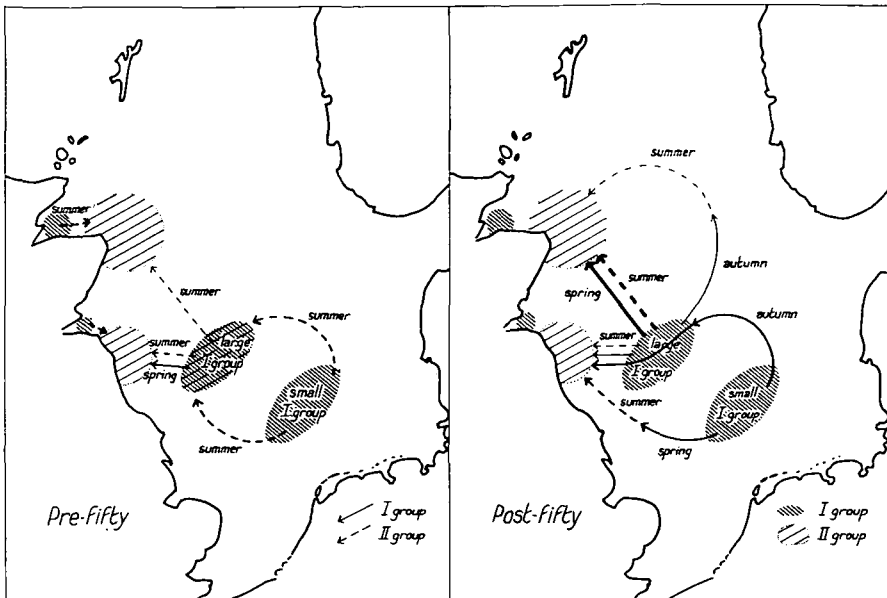 summer
summer
summer
large
I group
summer
spring
small
I group
summer
Pre-fifty
I group
II group
summer
autumn
summer
spring
autumn
summer
large
I group
small
I group
summer
spring
Post-fifty
I group
II group